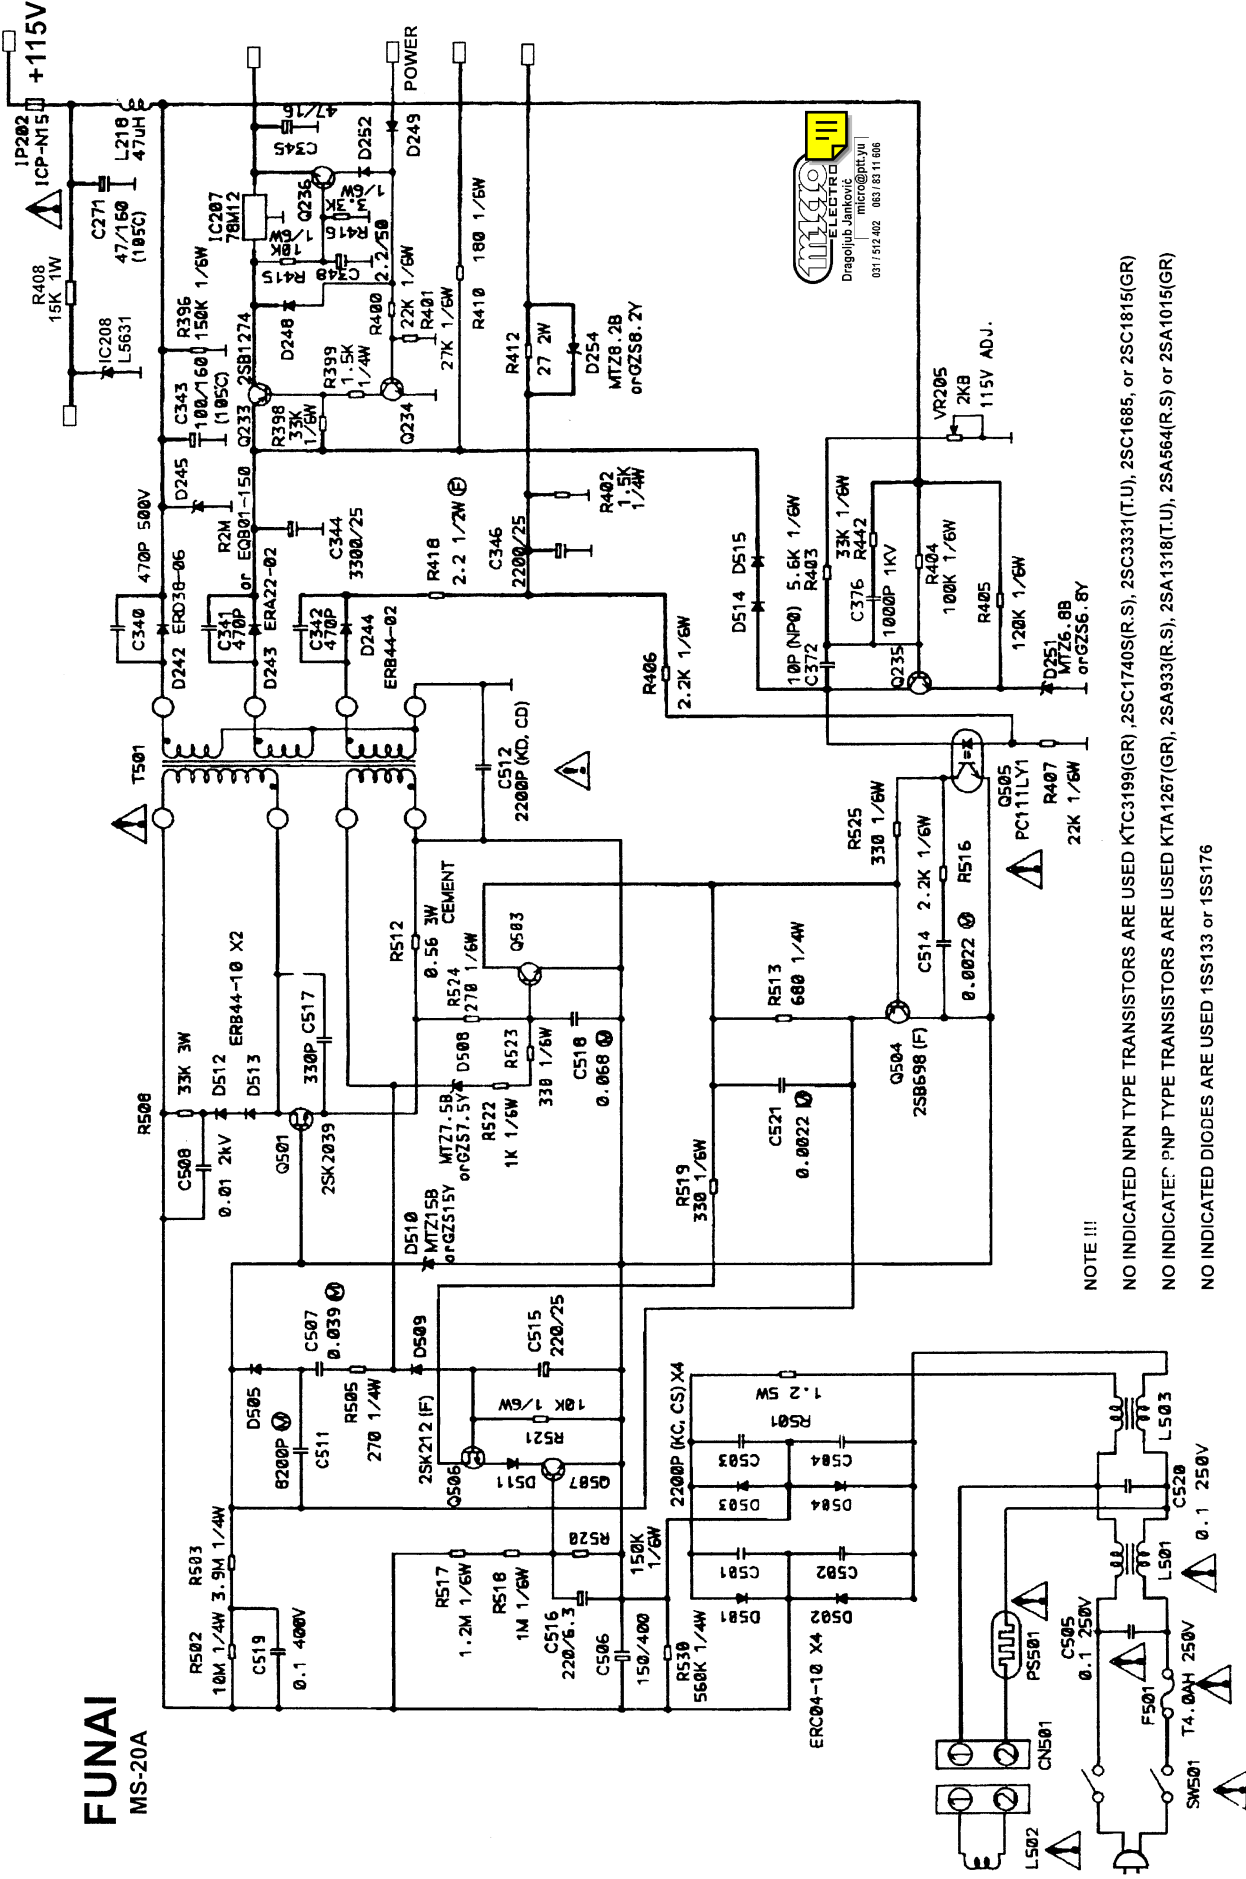 FUNAI
MS-20A
IP202
ICP-N15
+115V
R408
15K 1W
C271
47/160
(105C)
L218
47uH
IC208
L5631
T501
C340
470P 500V
D242
ERD38-06
D245
R2M
or EQB01-150
C343
100/160
(105C)
R396
150K 1/6W
C341
470P
D243
ERA22-02
C344
3300/25
Q233
2SB1274
R398
33K
1/6W
R399
1.5K
1/4W
D248
R415
10K
1/6W
IC207
78M12
C348
2.2/50
R416
3.3K
1/6W
Q236
C345
47/16
D252
D249
POWER
R400
22K 1/6W
R401
27K 1/6W
Q234
R410
180 1/6W
C342
470P
D244
ERB44-02
R418
2.2 1/2W F
C346
2200/25
R402
1.5K
1/4W
R412
27 2W
D254
MTZ8.2B
orGZS8.2Y
R406
2.2K 1/6W
D514
D515
10P (NP0)
C372
5.6K 1/6W
R403
33K 1/6W
R442
C376
1000P 1KV
R404
100K 1/6W
R405
120K 1/6W
Q235
D251
MTZ6.8B
orGZS6.8Y
VR205
2KB
115V ADJ.
micro
ELECTRO
Dragoljub Janković
micro@ptt.yu
031 / 512 402 063 / 83 11 606
R508
33K 3W
C508
0.01 2kV
D512
D513
ERB44-10 X2
Q501
2SK2039
330P C517
R512
0.56 3W
CEMENT
R524
270 1/6W
D508
MTZ7.5B
orGZS7.5Y
R522
1K 1/6W
R523
330 1/6W
C518
0.068 M
Q503
C512
2200P (KD, CD)
D510
MTZ15B
orGZS15Y
R519
330 1/6W
C521
0.0022 M
R513
680 1/4W
Q504
2SB698 (F)
C514
0.0022 M
2.2K 1/6W
R516
R525
330 1/6W
Q505
PC111LY1
R407
22K 1/6W
R502
10M 1/4W
R503
3.9M 1/4W
C519
0.1 400V
D505
8200P M
C511
C507
0.039 M
R505
270 1/4W
D509
C515
220/25
2SK212 (F)
Q506
R521
10K 1/6W
D511
Q507
R517
1.2M 1/6W
R518
1M 1/6W
C516
220/6.3
R520
150K
1/6W
C506
150/400
R530
560K 1/4W
2200P (KC, CS) X4
D501
C501
D502
C502
D503
C503
D504
C504
ERC04-10 X4
R501
1.2 5W
CN501
1
2
1
2
L502
PS501
SW501
F501
T4.0AH 250V
C505
0.1 250V
L501
C520
0.1 250V
L503
NOTE !!!
NO INDICATED NPN TYPE TRANSISTORS ARE USED KTC3199(GR) ,2SC1740S(R.S), 2SC3331(T.U), 2SC1685, or 2SC1815(GR)
NO INDICATED PNP TYPE TRANSISTORS ARE USED KTA1267(GR), 2SA933(R.S), 2SA1318(T.U), 2SA564(R.S) or 2SA1015(GR)
NO INDICATED DIODES ARE USED 1SS133 or 1SS176